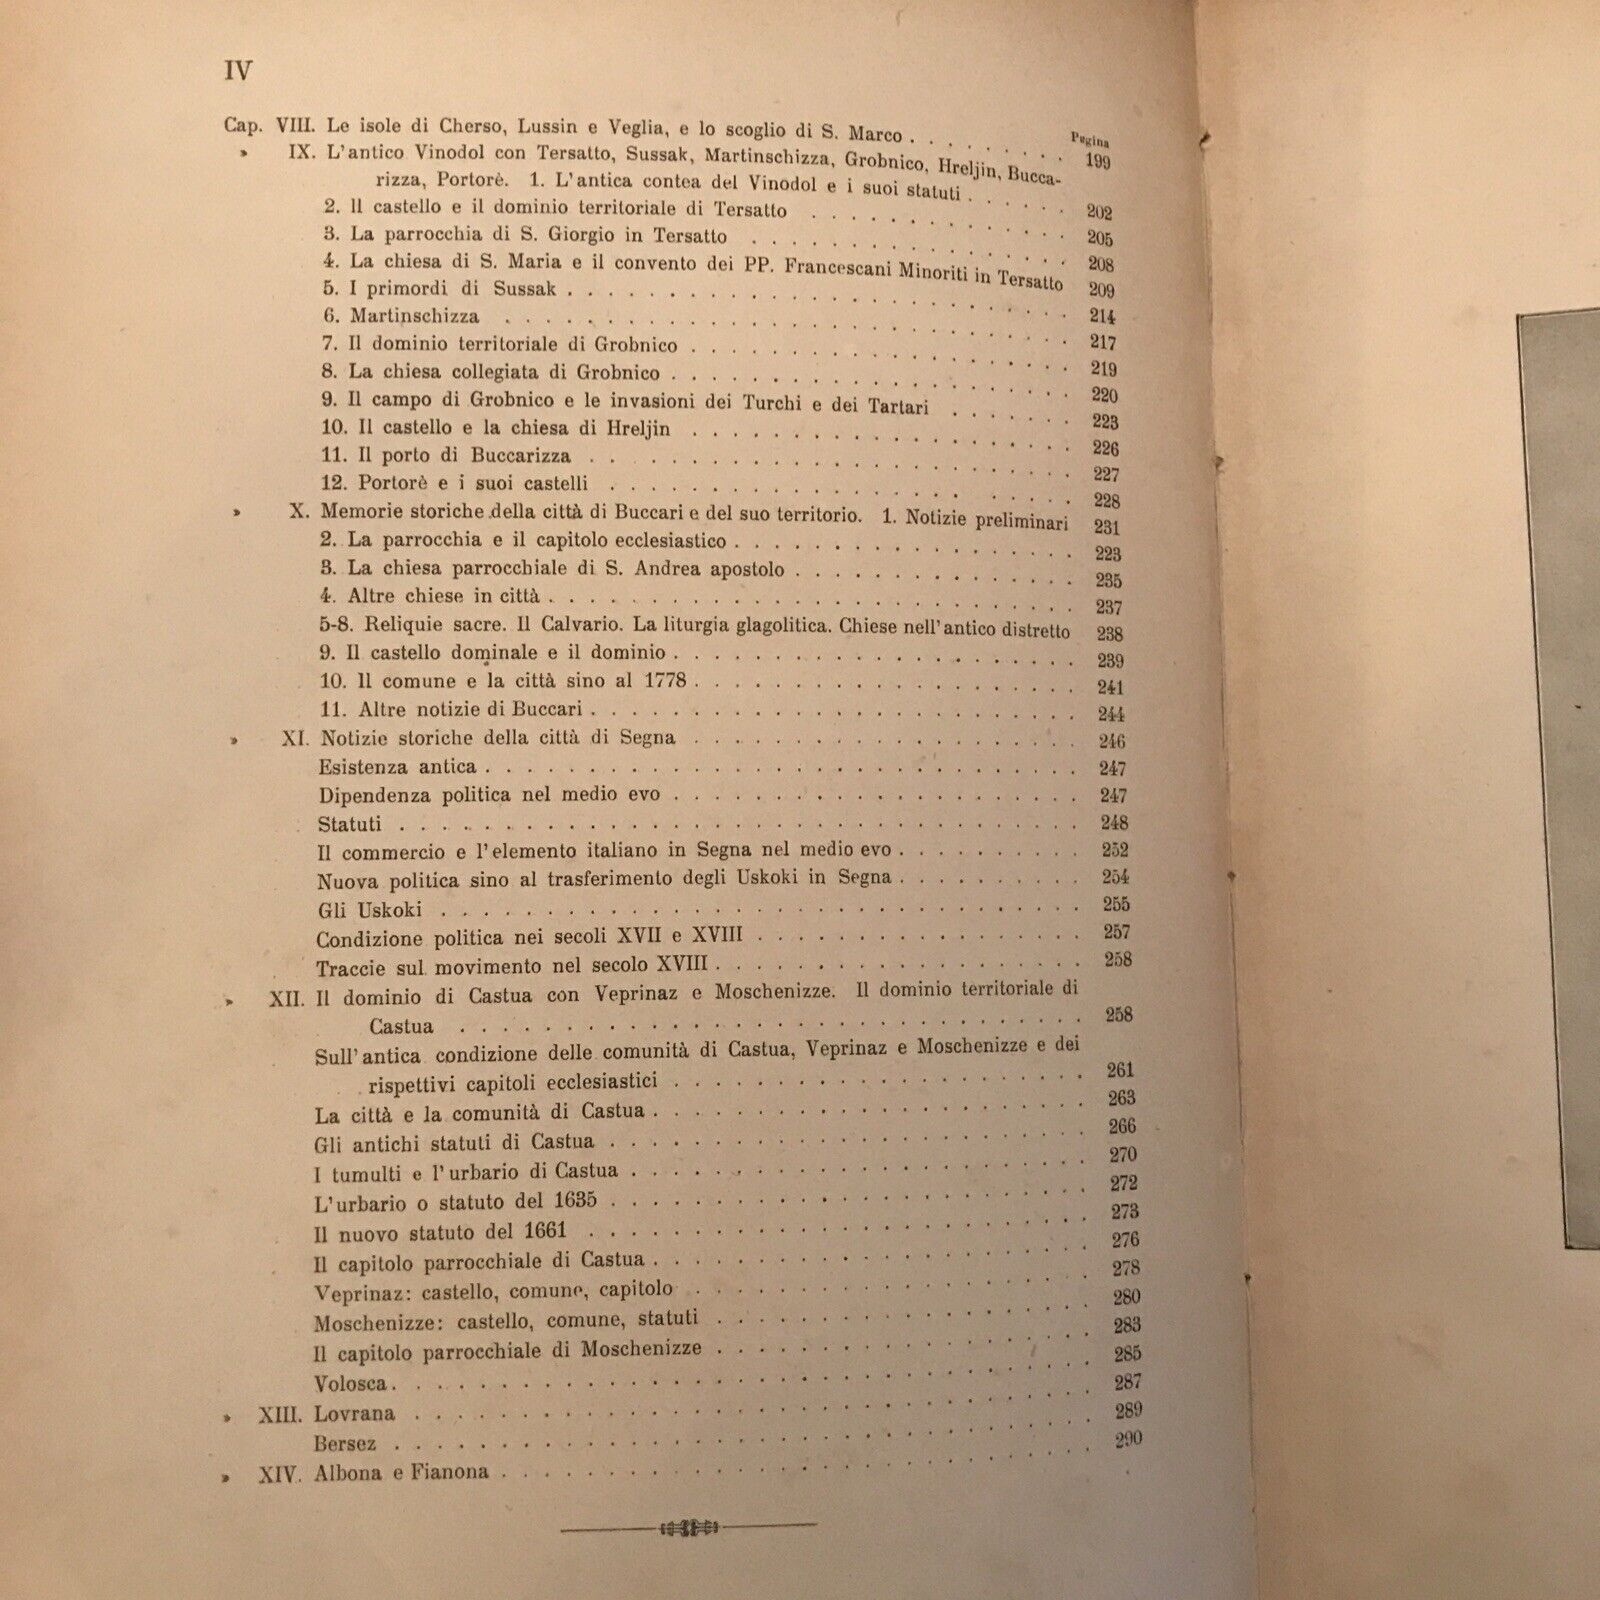 IV
Pagina
Cap. VIII. Le isole di Cherso, Lussin e Veglia, e lo scoglio di S. Marco . . . . . . . . 199
» IX. L'antico Vinodol con Tersatto, Sussak, Martinschizza, Grobnico, Hreljin, Bucca-
rizza, Portorè. 1. L'antica contea del Vinodol e i suoi statuti . . . . . . 202
2. Il castello e il dominio territoriale di Tersatto . . . . . . . . . . 205
3. La parrocchia di S. Giorgio in Tersatto . . . . . . . . . . 208
4. La chiesa di S. Maria e il convento dei PP. Francescani Minoriti in Tersatto 209
5. I primordi di Sussak . . . . . . . . . . 214
6. Martinschizza . . . . . . . . . . 217
7. Il dominio territoriale di Grobnico . . . . . . . . . . 219
8. La chiesa collegiata di Grobnico . . . . . . . . . . 220
9. Il campo di Grobnico e le invasioni dei Turchi e dei Tartari . . . . . . 223
10. Il castello e la chiesa di Hreljin . . . . . . . . . . 226
11. Il porto di Buccarizza . . . . . . . . . . 227
12. Portorè e i suoi castelli . . . . . . . . . . 228
» X. Memorie storiche della città di Buccari e del suo territorio. 1. Notizie preliminari 231
2. La parrocchia e il capitolo ecclesiastico . . . . . . . . . . 223
3. La chiesa parrocchiale di S. Andrea apostolo . . . . . . . . . . 235
4. Altre chiese in città . . . . . . . . . . 237
5-8. Reliquie sacre. Il Calvario. La liturgia glagolitica. Chiese nell'antico distretto 238
9. Il castello dominale e il dominio . . . . . . . . . . 239
10. Il comune e la città sino al 1778 . . . . . . . . . . 241
11. Altre notizie di Buccari . . . . . . . . . . 244
» XI. Notizie storiche della città di Segna . . . . . . . . . . 246
Esistenza antica . . . . . . . . . . 247
Dipendenza politica nel medio evo . . . . . . . . . . 247
Statuti . . . . . . . . . . 248
Il commercio e l'elemento italiano in Segna nel medio evo . . . . . . . . . . 252
Nuova politica sino al trasferimento degli Uskoki in Segna . . . . . . . . . . 254
Gli Uskoki . . . . . . . . . . 255
Condizione politica nei secoli XVII e XVIII . . . . . . . . . . 257
Traccie sul movimento nel secolo XVIII . . . . . . . . . . 258
» XII. Il dominio di Castua con Veprinaz e Moschenizze. Il dominio territoriale di
Castua . . . . . . . . . . 258
Sull'antica condizione delle comunità di Castua, Veprinaz e Moschenizze e dei
rispettivi capitoli ecclesiastici . . . . . . . . . . 261
La città e la comunità di Castua . . . . . . . . . . 263
Gli antichi statuti di Castua . . . . . . . . . . 266
I tumulti e l'urbario di Castua . . . . . . . . . . 270
L'urbario o statuto del 1635 . . . . . . . . . . 272
Il nuovo statuto del 1661 . . . . . . . . . . 273
Il capitolo parrocchiale di Castua . . . . . . . . . . 276
Veprinaz: castello, comune, capitolo . . . . . . . . . . 278
Moschenizze: castello, comune, statuti . . . . . . . . . . 280
Il capitolo parrocchiale di Moschenizze . . . . . . . . . . 283
Volosca . . . . . . . . . . 285
» XIII. Lovrana . . . . . . . . . . 287
Bersez . . . . . . . . . . 289
» XIV. Albona e Fianona . . . . . . . . . . 290